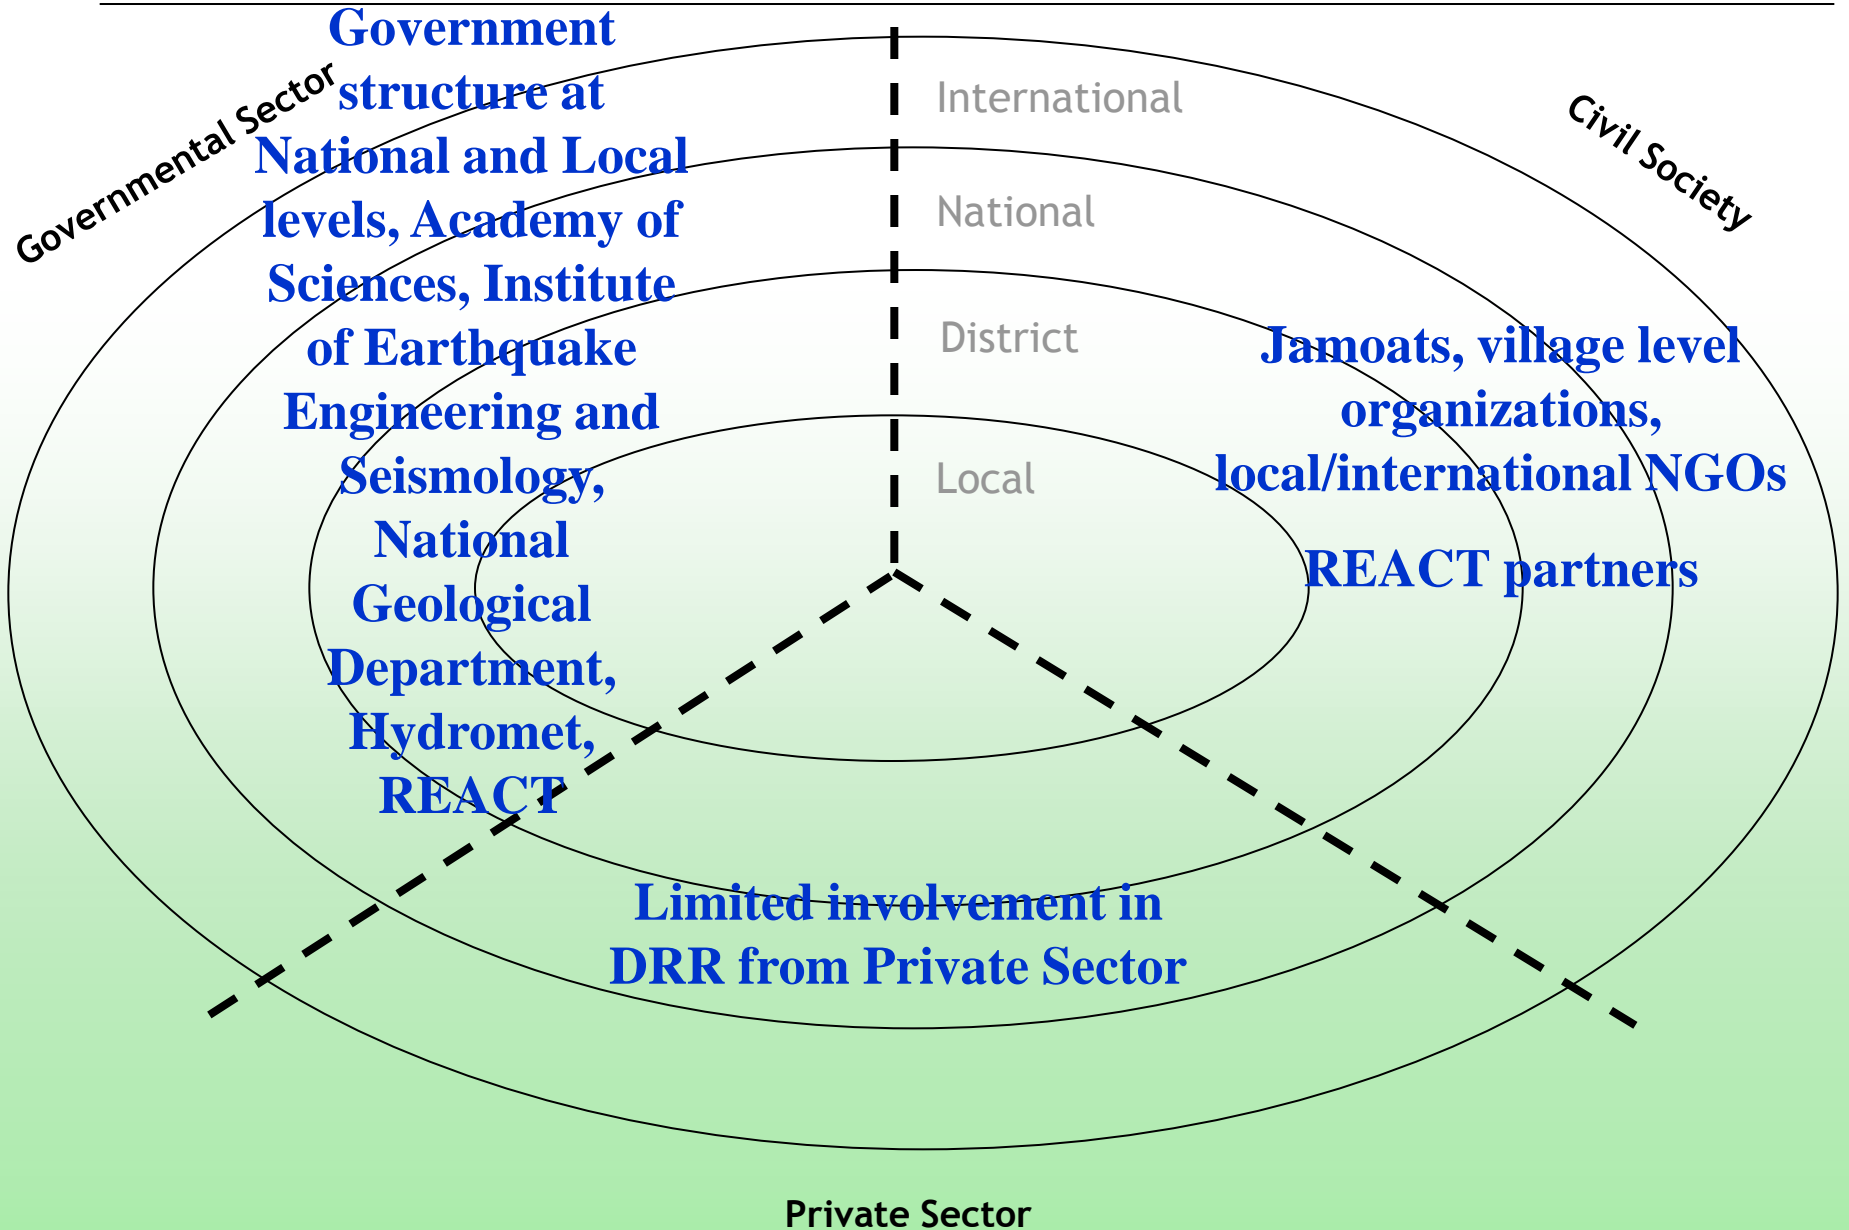 Governmental Sector
Government
structure at
National and Local
levels, Academy of
Sciences, Institute
of Earthquake
Engineering and
Seismology,
National
Geological
Department,
Hydromet,
REACT
International
National
District
Local
Civil Society
Jamoats, village level
organizations,
local/international NGOs
REACT partners
Limited involvement in
DRR from Private Sector
Private Sector